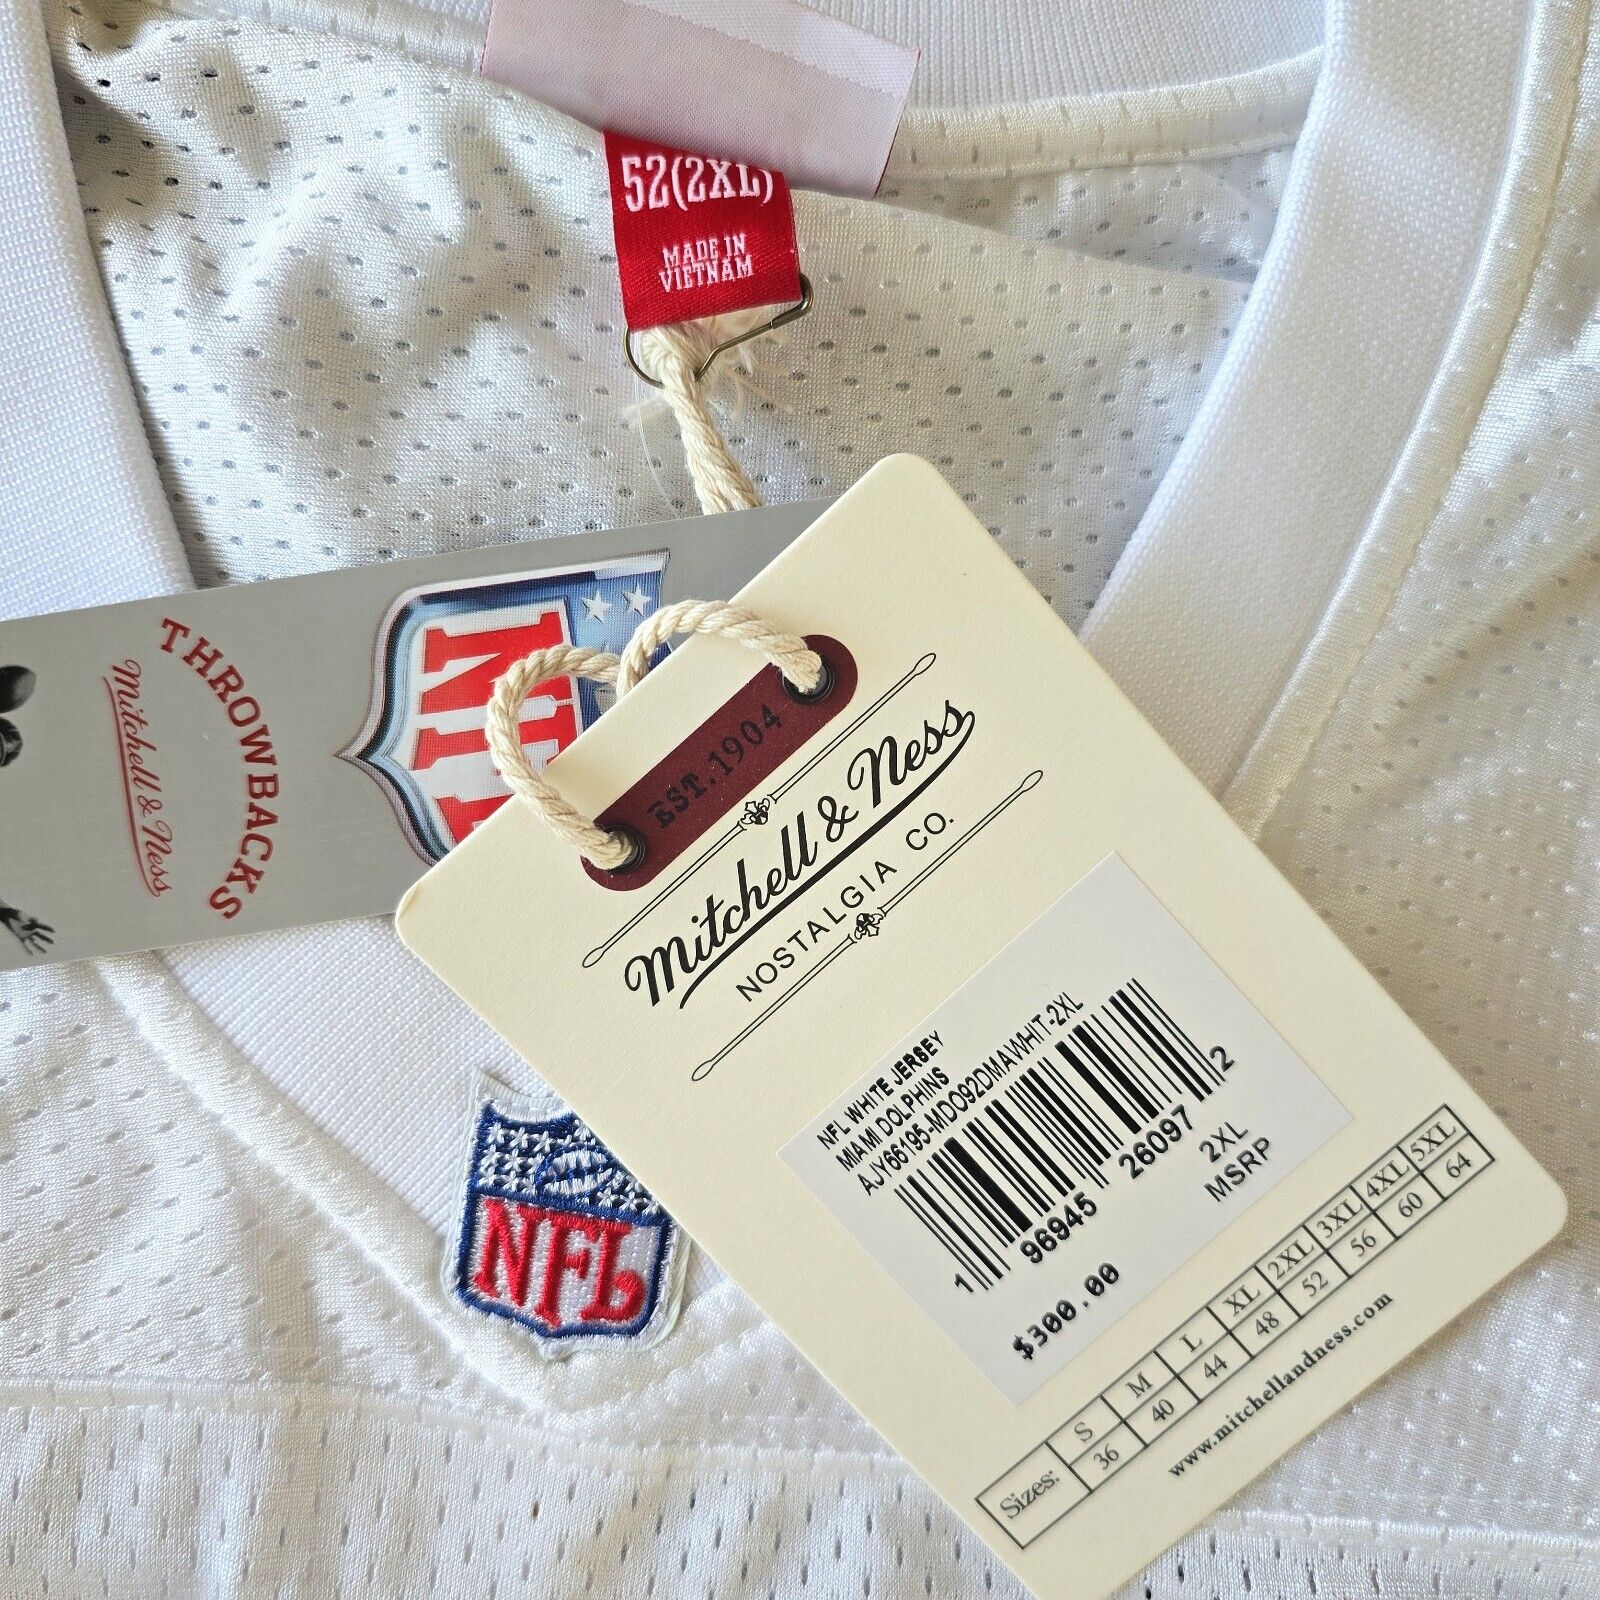 52(2XL)
MADE IN
VIETNAM
THROWBACKS
Mitchell & Ness
NFL
EST.1904
Mitchell & Ness
NOSTALGIA CO.
NFL WHITE JERSEY
MIAMI DOLPHINS
AJY66195-MDO92DMAWHIT-2XL
1 96945 26097 2
2XL
$300.00 MSRP
Sizes: S M L XL 2XL 3XL 4XL 5XL
36 40 44 48 52 56 60 64
www.mitchellandness.com
NFL